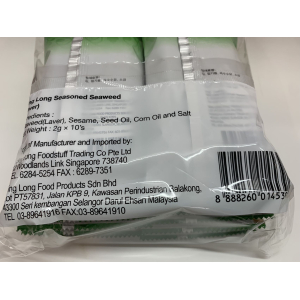 Long Seasoned Seaweed
Seaweed(Laver), Sesame, Seed Oil, Corn Oil and Salt
Weight : 2g × 10's
of Manufacturer and Imported by:
Foodstuff Trading Co Pte Ltd
Woodlands Link Singapore 738740
EL: 6284-5254 FAX : 6289-7351
Long Food Products Sdn Bhd
Lot PT57831, Jalan KPB 9, Kawasan Perindustrian Balakong,
43300 Seri kembangan Selangor Darul Ehsan Malaysia
TEL:03-89641916 FAX:03-89641910
8 888260 01453